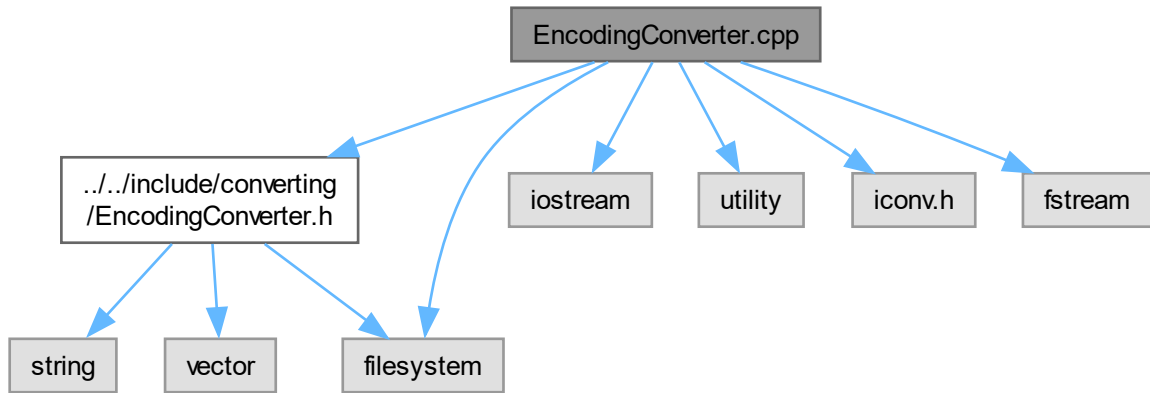 EncodingConverter.cpp
../../include/converting
/EncodingConverter.h
iostream
utility
iconv.h
fstream
string
vector
filesystem